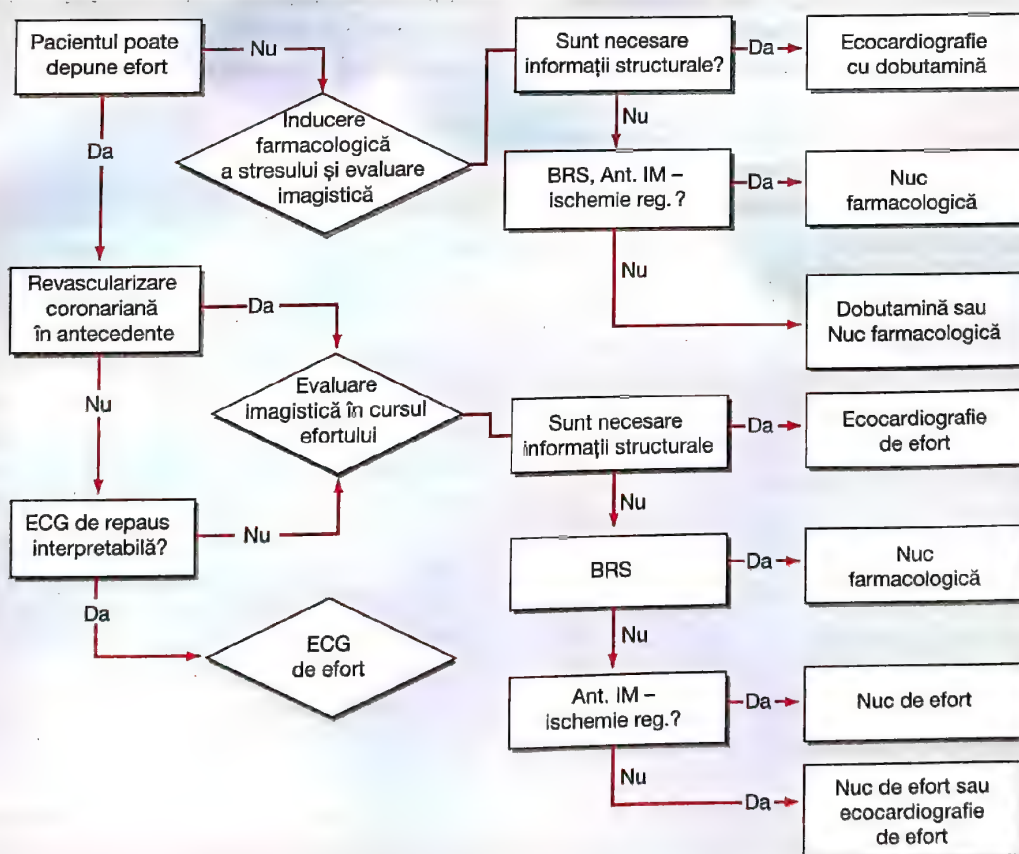 Pacientul poate
depune efort
Nu
Da
Inducere
farmacologică
a stresului și evaluare
imagistică
Sunt necesare
informații structurale?
Da
Ecocardiografie
cu dobutamină
Nu
BRS, Ant. IM –
ischemie reg. ?
Da
Nuc
farmacologică
Nu
Dobutamină sau
Nuc farmacologică
Revascularizare
coronariană
în antecedente
Da
Nu
Evaluare
imagistică în cursul
efortului
Sunt necesare
informații structurale
Da
Ecocardiografie
de efort
Nu
ECG de repaus
interpretabilă?
Nu
Da
ECG
de efort
BRS
Da
Nuc
farmacologică
Nu
Ant. IM –
ischemie reg.?
Da
Nuc de efort
Nu
Da
Nuc de efort sau
ecocardiografie
de efort